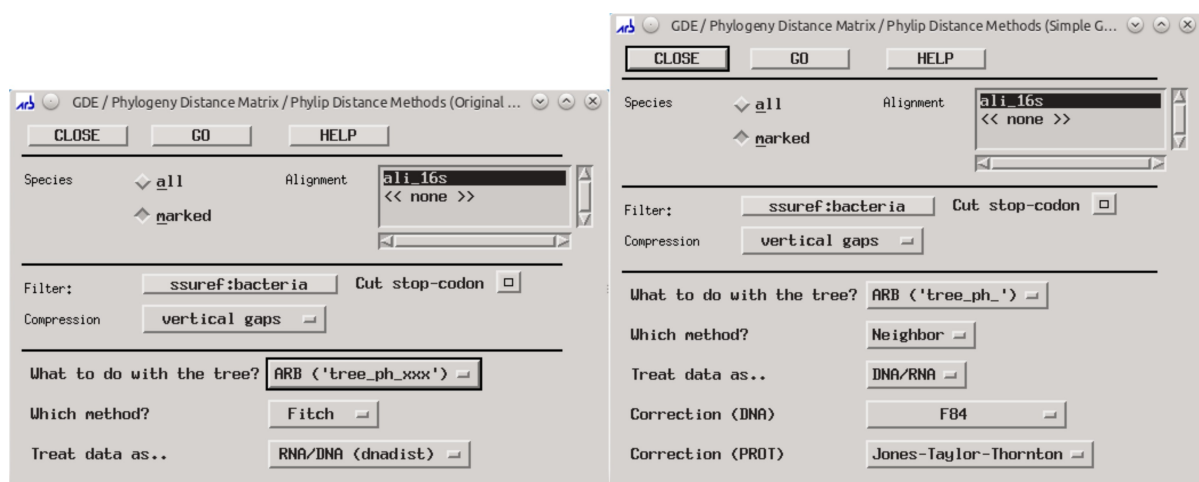 GDE / Phylogeny Distance Matrix / Phylip Distance Methods (Original ...
CLOSE GO HELP
Species all Alignment ali_16s
<< none >>
marked
Filter: ssuref:bacteria Cut stop-codon
Compression vertical gaps
What to do with the tree? ARB ('tree_ph_xxx')
Which method? Fitch
Treat data as.. RNA/DNA (dnadist)
GDE / Phylogeny Distance Matrix / Phylip Distance Methods (Simple G...
CLOSE GO HELP
Species all Alignment ali_16s
<< none >>
marked
Filter: ssuref:bacteria Cut stop-codon
Compression vertical gaps
What to do with the tree? ARB ('tree_ph_')
Which method? Neighbor
Treat data as.. DNA/RNA
Correction (DNA) F84
Correction (PROT) Jones-Taylor-Thornton